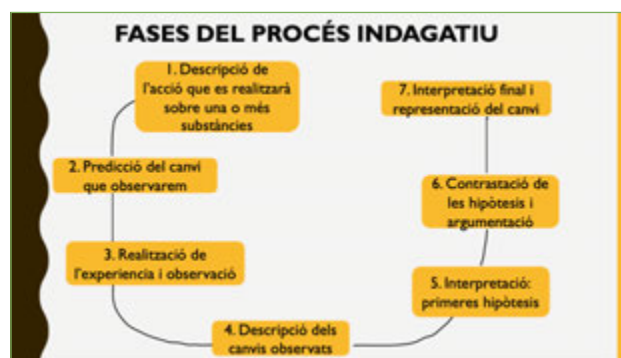 FASES DEL PROCÉS INDAGATIU
1. Descripció de
l'acció que es realitzarà
sobre una o més
substàncies
2. Predicció del canvi
que observarem
3. Realització de
l'experiencia i observació
4. Descripció dels
canvis observats
5. Interpretació:
primeres hipòtesis
6. Contrastació de
les hipòtesis i
argumentació
7. Interpretació final i
representació del canvi